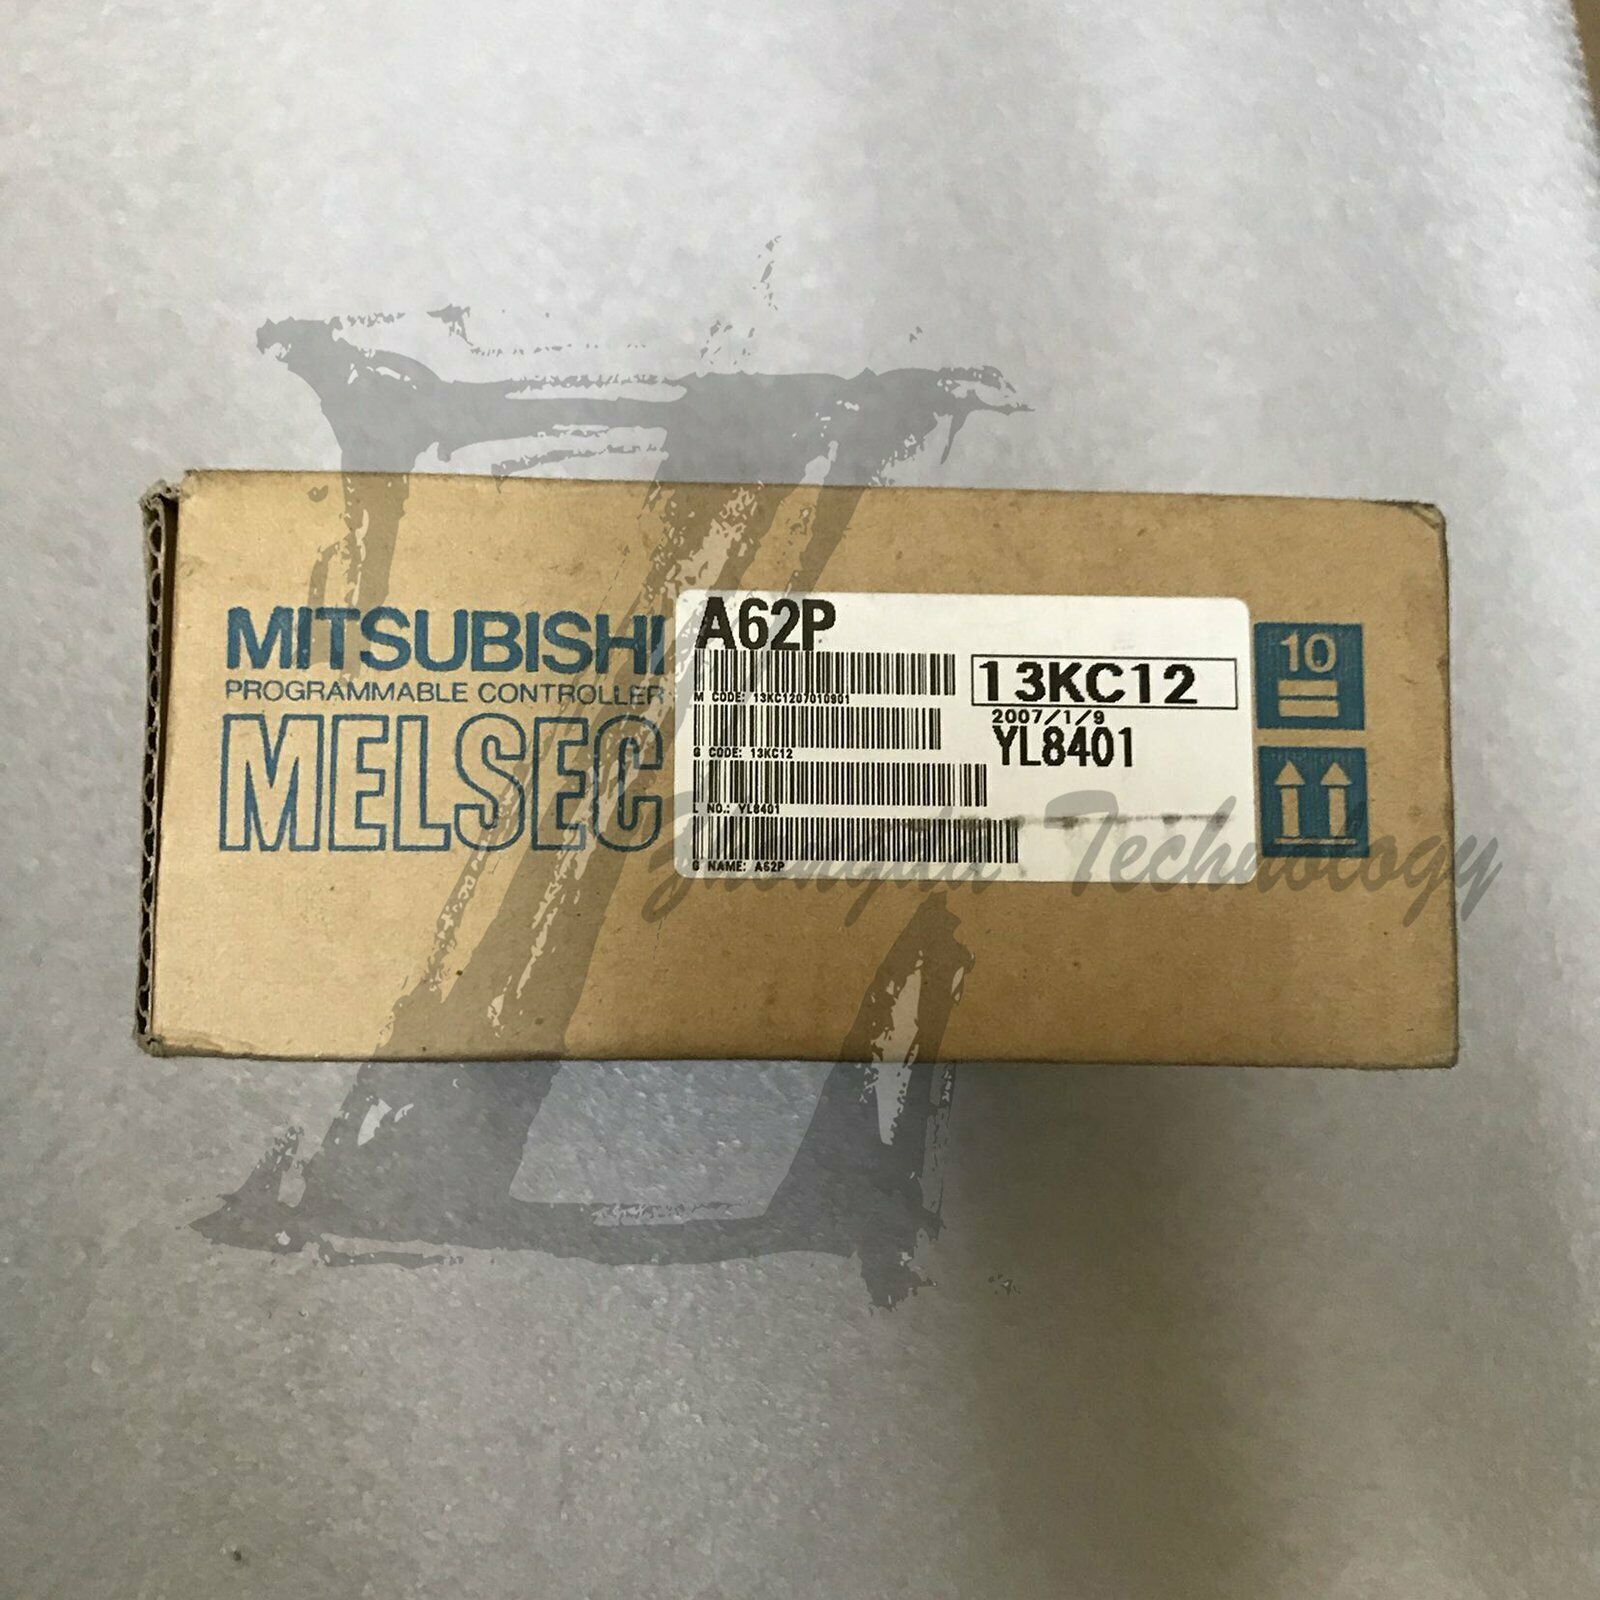 MITSUBISHI
PROGRAMMABLE CONTROLLER
MELSEC
A62P
M CODE: 13KC1207010901
13KC12
2007/1/9
G CODE: 13KC12
YL8401
L NO.: YL8401
G NAME: A62P
10
Technology